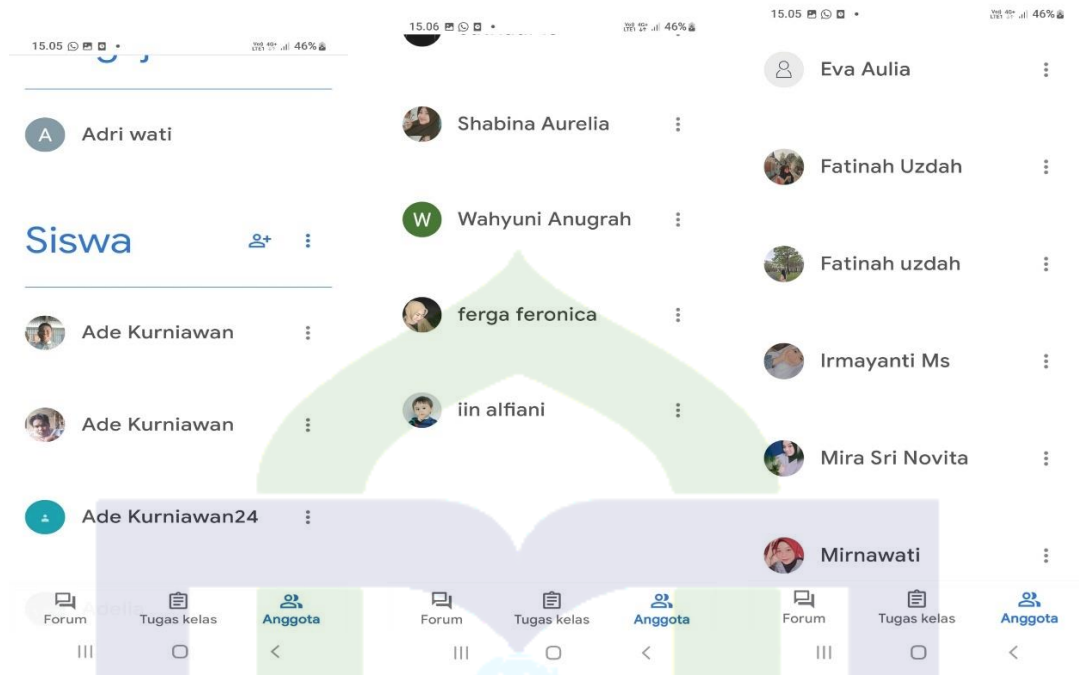 15.05
46%
Adri wati
A
Siswa
Ade Kurniawan
Ade Kurniawan
Ade Kurniawan24
Adelia
Forum
Tugas kelas
Anggota
15.06
46%
Shabina Aurelia
W
Wahyuni Anugrah
ferga feronica
iin alfiani
Forum
Tugas kelas
Anggota
15.05
46%
Eva Aulia
Fatinah Uzdah
Fatinah uzdah
Irmayanti Ms
Mira Sri Novita
Mirnawati
Forum
Tugas kelas
Anggota